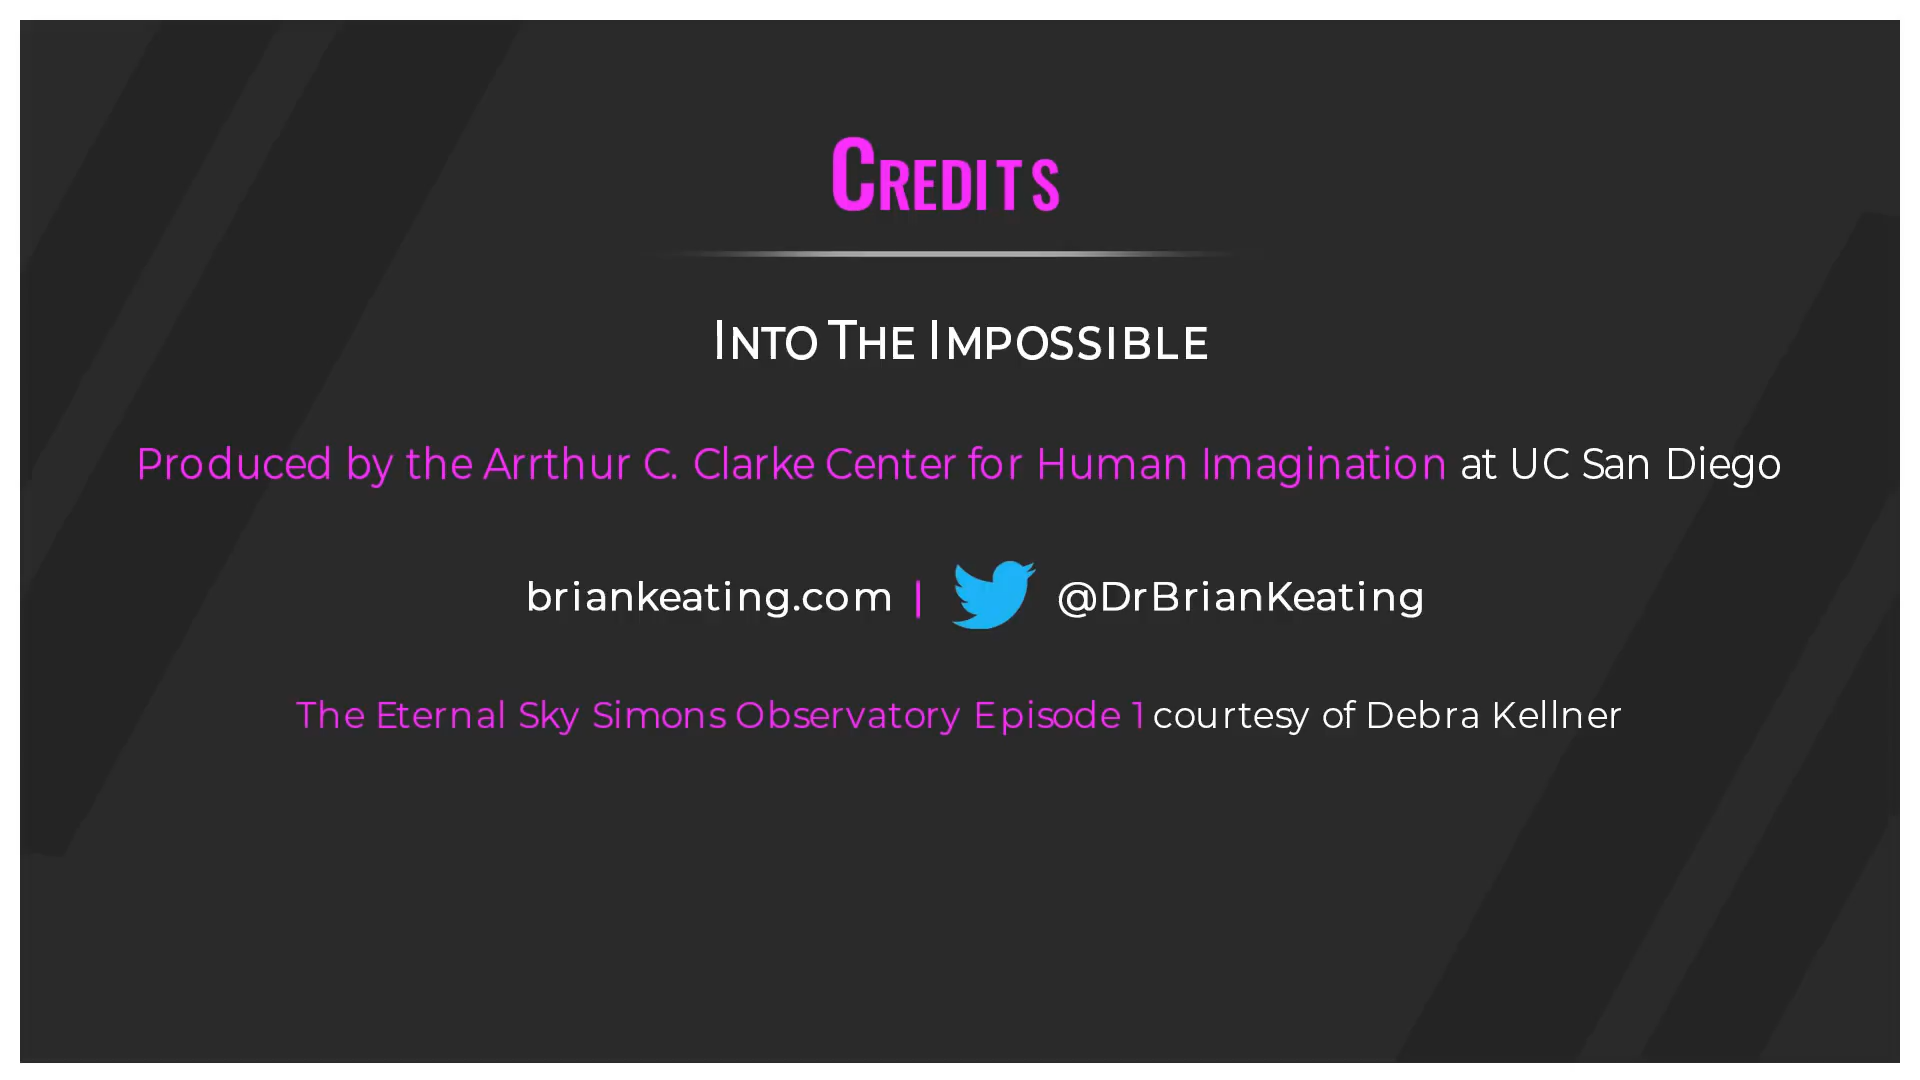 CREDITS
INTO THE IMPOSSIBLE
Produced by the Arrthur C. Clarke Center for Human Imagination at UC San Diego
briankeating.com | @DrBrianKeating
The Eternal Sky Simons Observatory Episode 1 courtesy of Debra Kellner